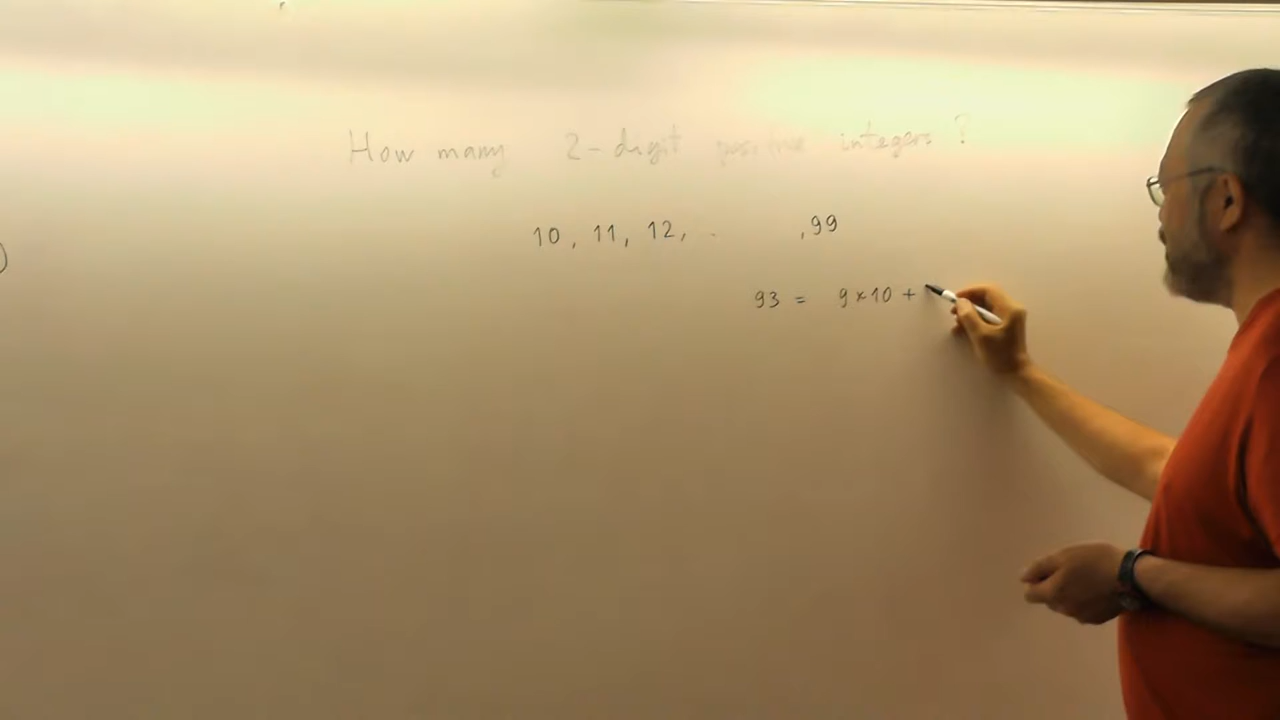 How many 2-digit positive integers?
10, 11, 12, . . ,99
93 = 9×10 +
)